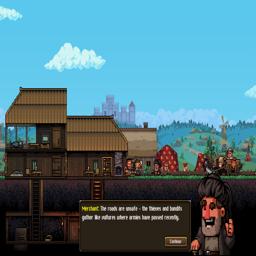 Merchant: The roads are unsafe - the thieves and bandits
gather like vultures where armies have passed recently.
Continue